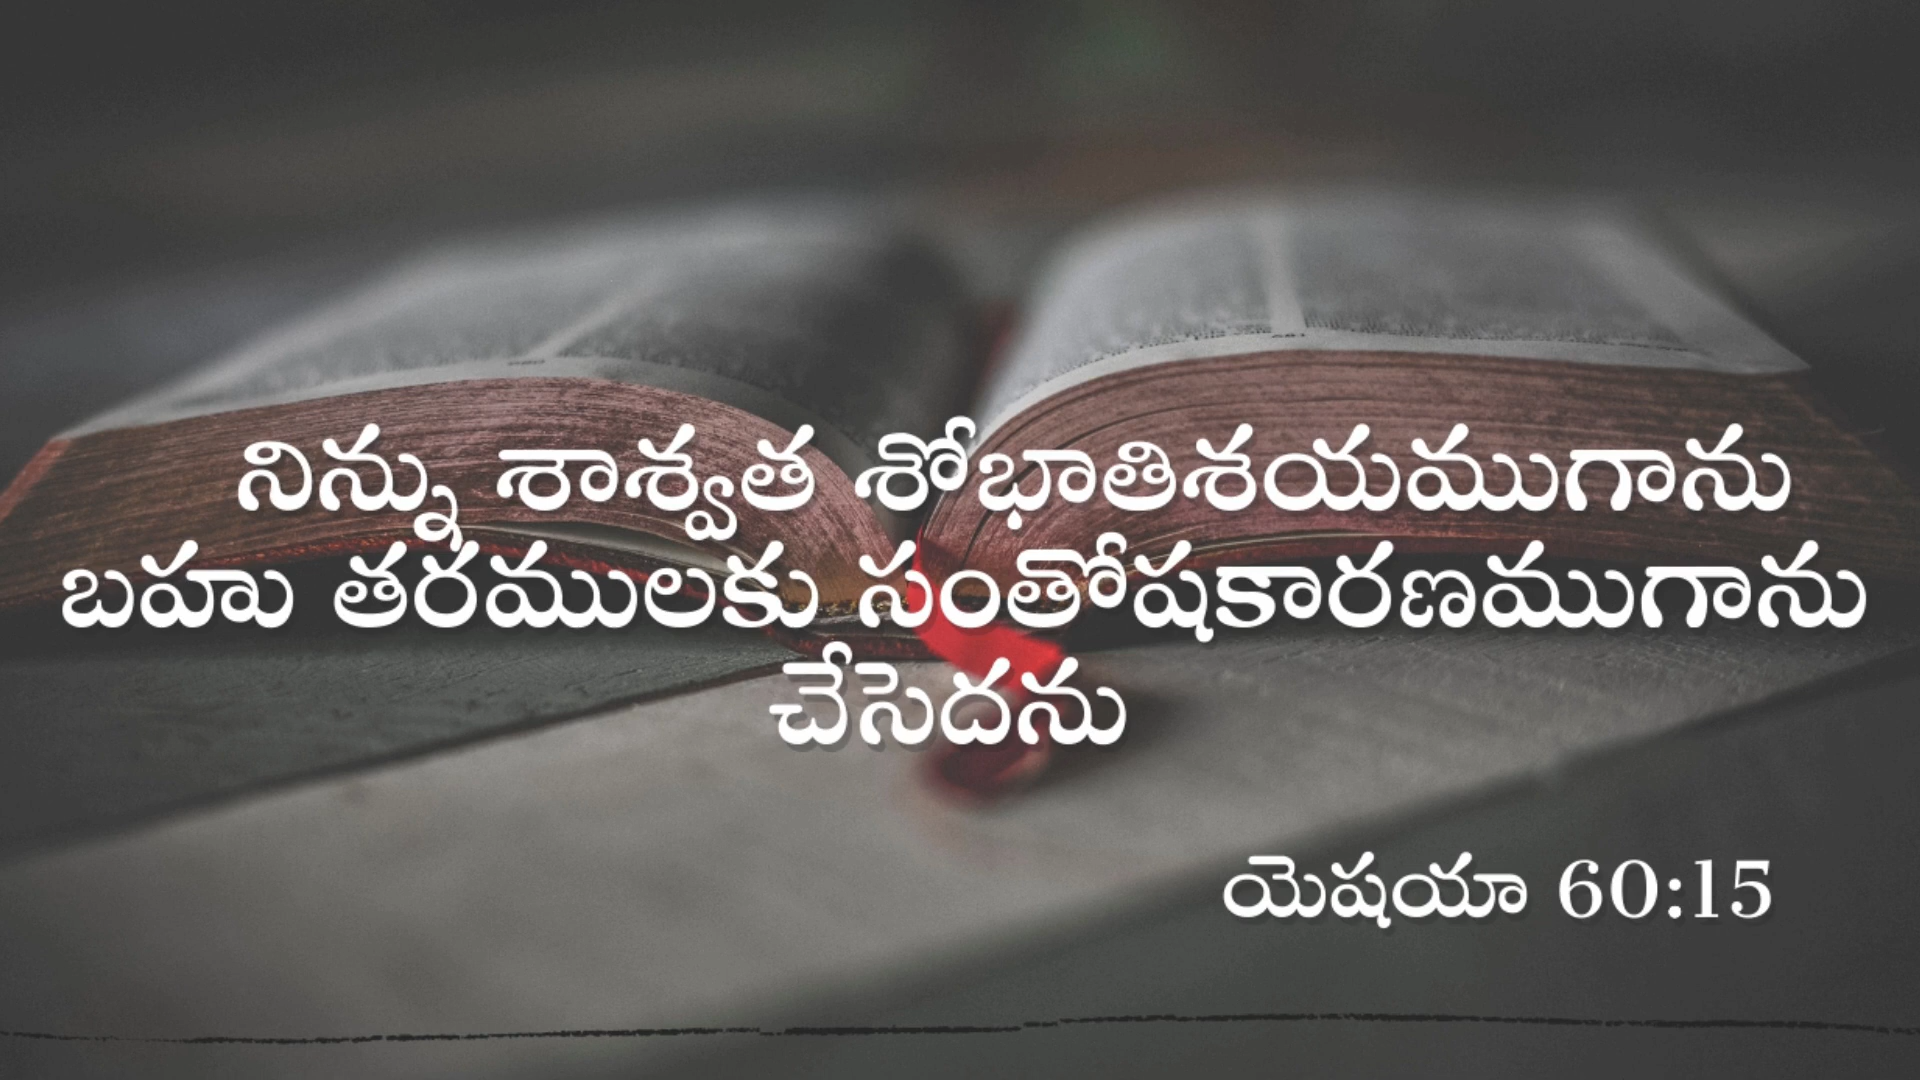 నిన్ను శాశ్వత శోభాతిశయముగాను
బహు తరములకు సంతోషకారణముగాను
చేసెదను
యెషయా 60:15